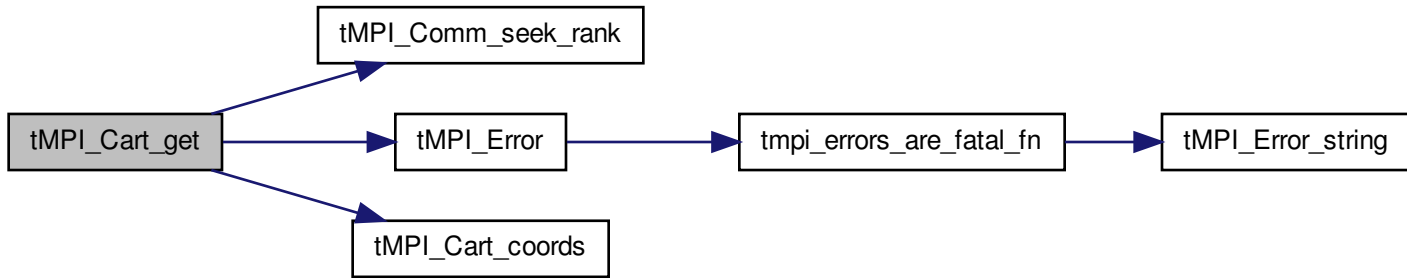 tMPI_Comm_seek_rank
tMPI_Cart_get
tMPI_Error
tmpi_errors_are_fatal_fn
tMPI_Error_string
tMPI_Cart_coords